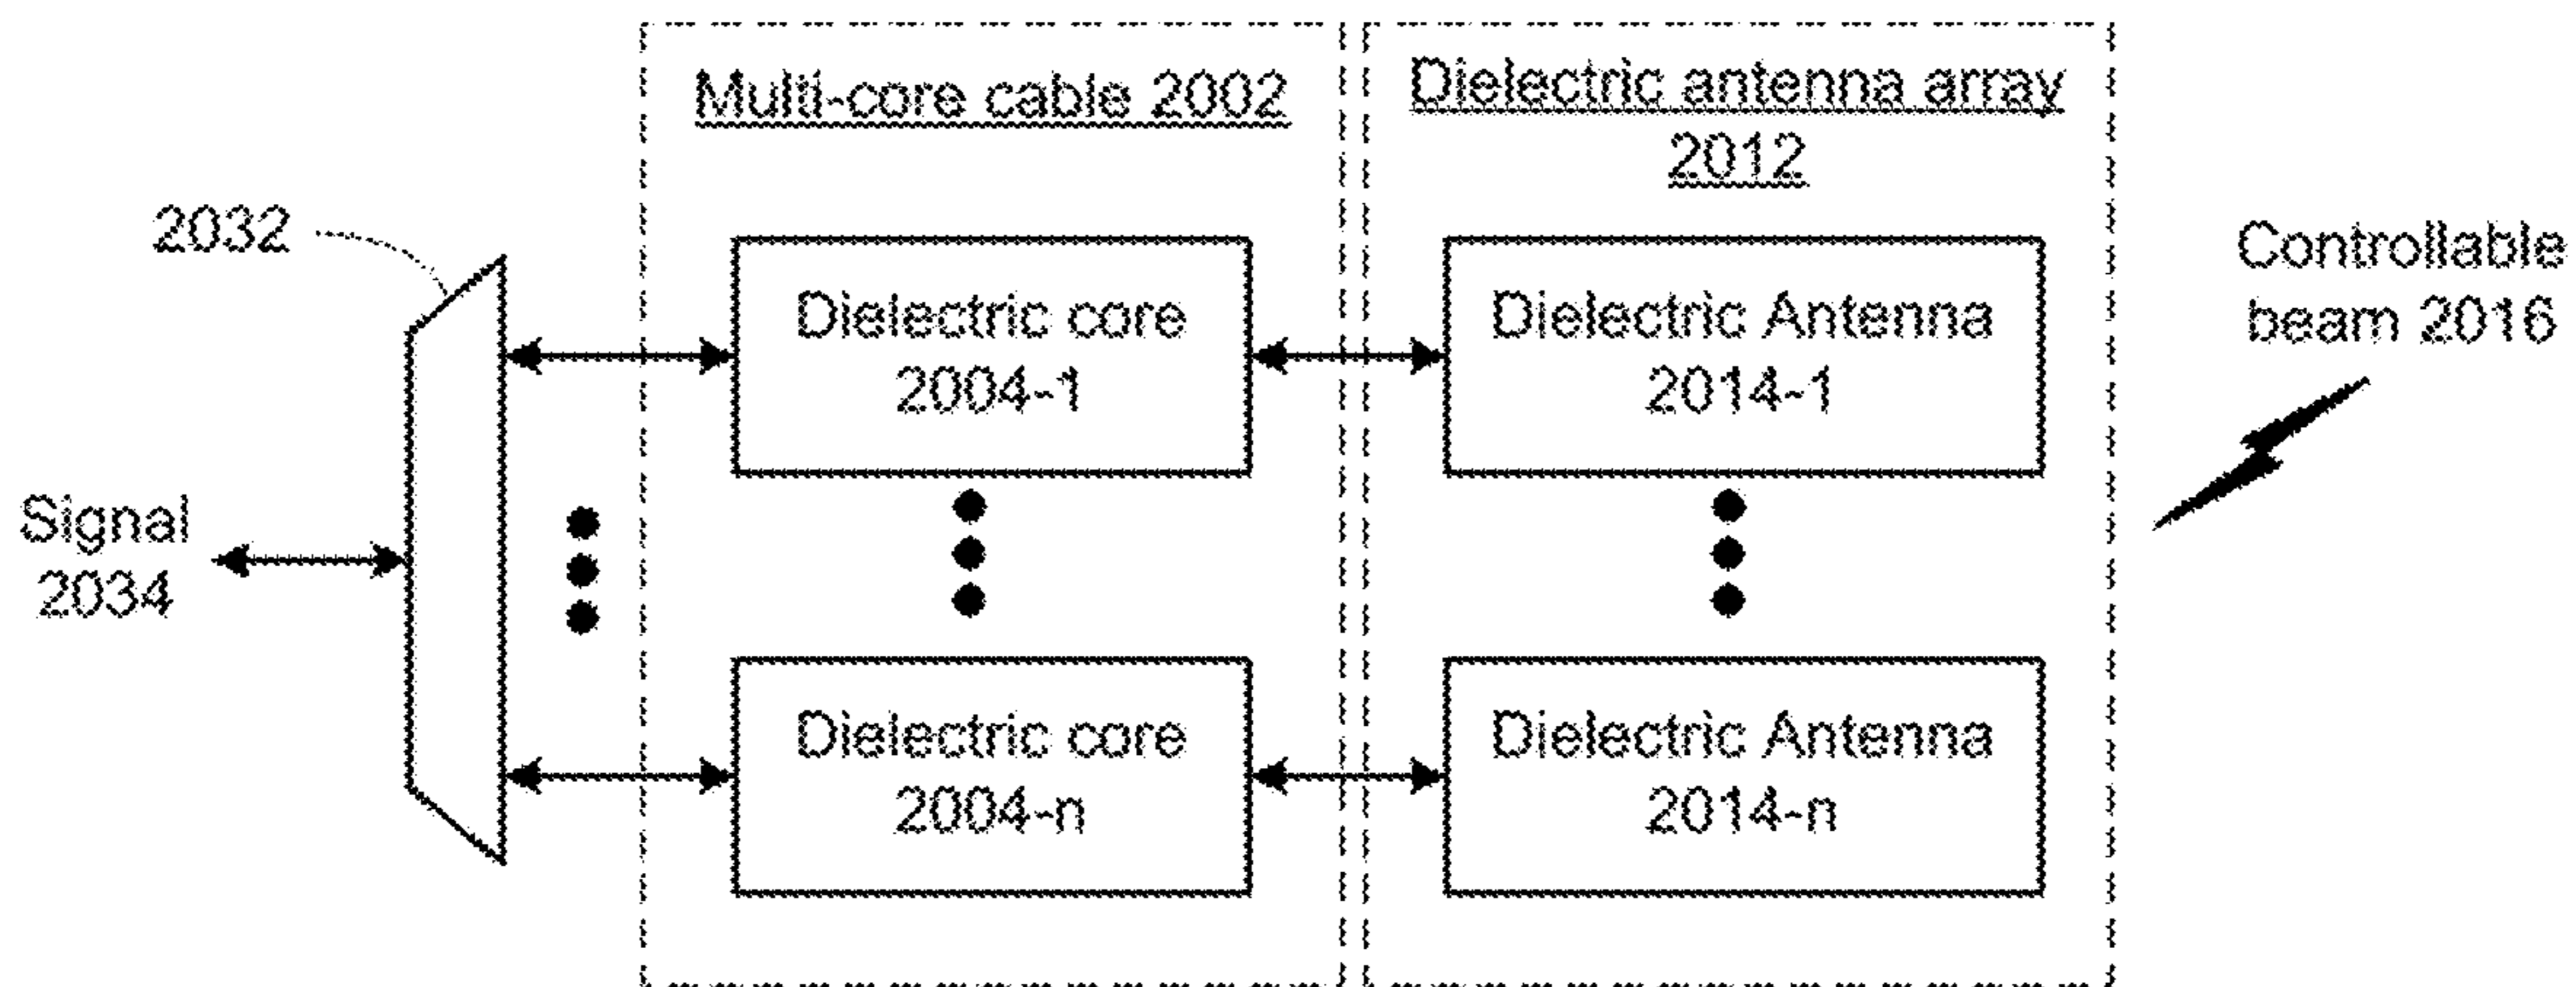 Multi-core cable 2002
Dielectric antenna array
2012
2032
Controllable
beam 2016
Dielectric core
2004-1
Dielectric Antenna
2014-1
Signal
2034
Dielectric core
2004-n
Dielectric Antenna
2014-n